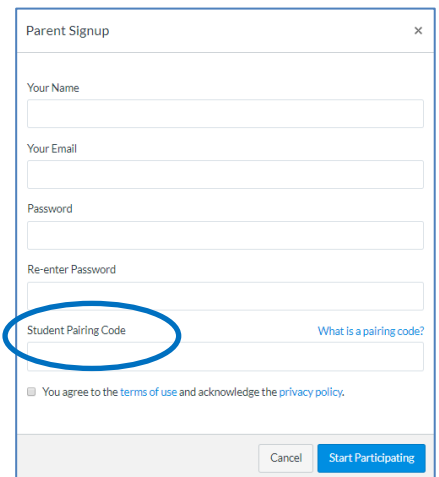 Parent Signup ×
Your Name
Your Email
Password
Re-enter Password
Student Pairing Code What is a pairing code?
You agree to the terms of use and acknowledge the privacy policy.
Cancel Start Participating